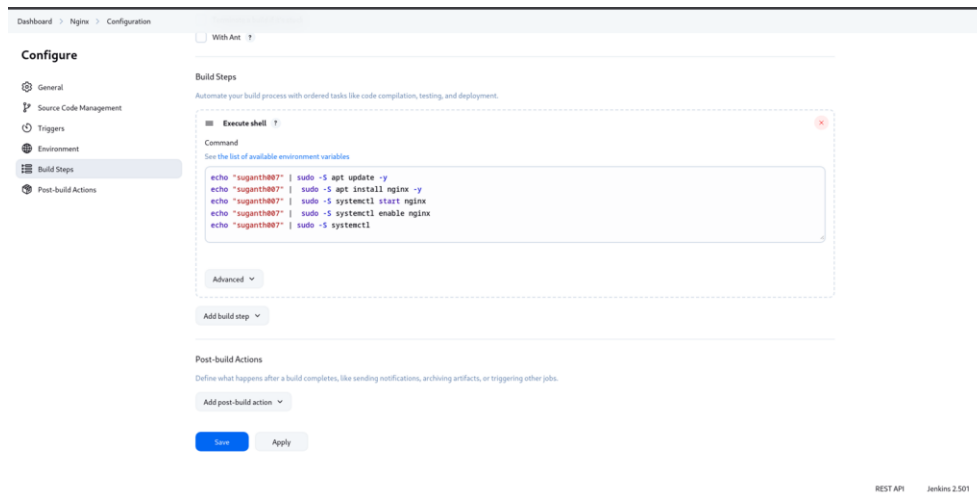 Dashboard > Nginx > Configuration
Configure
General
Source Code Management
Triggers
Environment
Build Steps
Post-build Actions
With Ant ?
Build Steps
Automate your build process with ordered tasks like code compilation, testing, and deployment.
Execute shell ?
Command
See the list of available environment variables
echo "suganth007" | sudo -S apt update -y
echo "suganth007" |  sudo -S apt install nginx -y
echo "suganth007" |  sudo -S systemctl start nginx
echo "suganth007" |  sudo -S systemctl enable nginx
echo "suganth007" | sudo -S systemctl
Advanced
Add build step
Post-build Actions
Define what happens after a build completes, like sending notifications, archiving artifacts, or triggering other jobs.
Add post-build action
Save
Apply
REST API
Jenkins 2.501